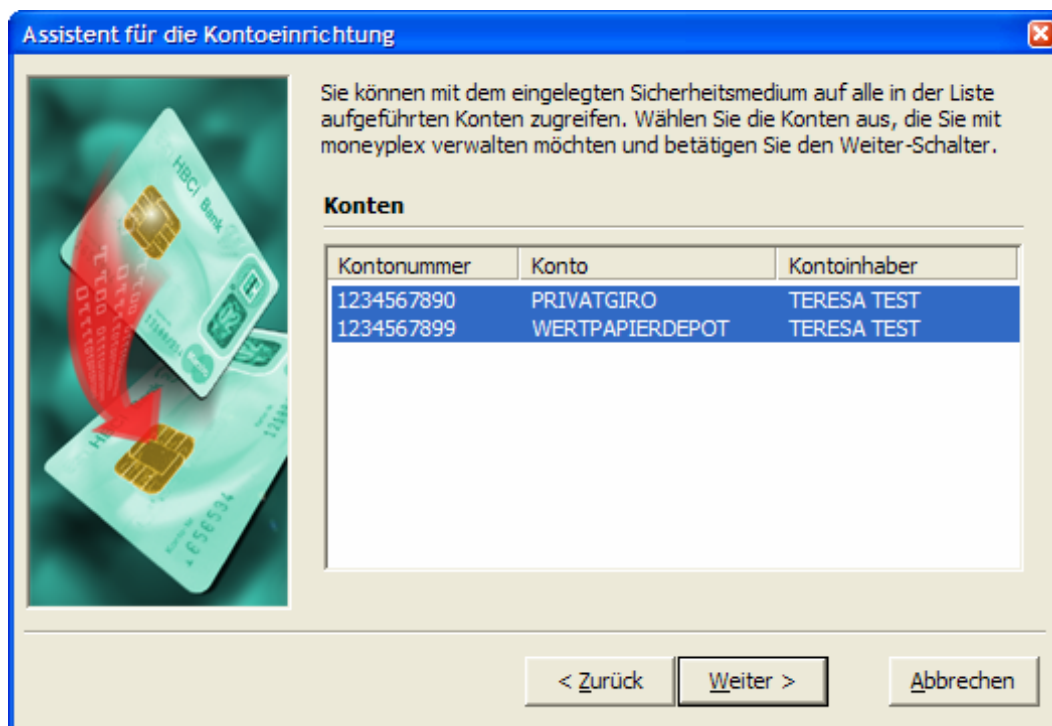 Assistent für die Kontoeinrichtung
Sie können mit dem eingelegten Sicherheitsmedium auf alle in der Liste
aufgeführten Konten zugreifen. Wählen Sie die Konten aus, die Sie mit
moneyplex verwalten möchten und betätigen Sie den Weiter-Schalter.
HBCI Bank
Konten
Kontonummer Konto Kontoinhaber
1234567890 PRIVATGIRO TERESA TEST
1234567899 WERTPAPIERDEPOT TERESA TEST
< Zurück Weiter > Abbrechen